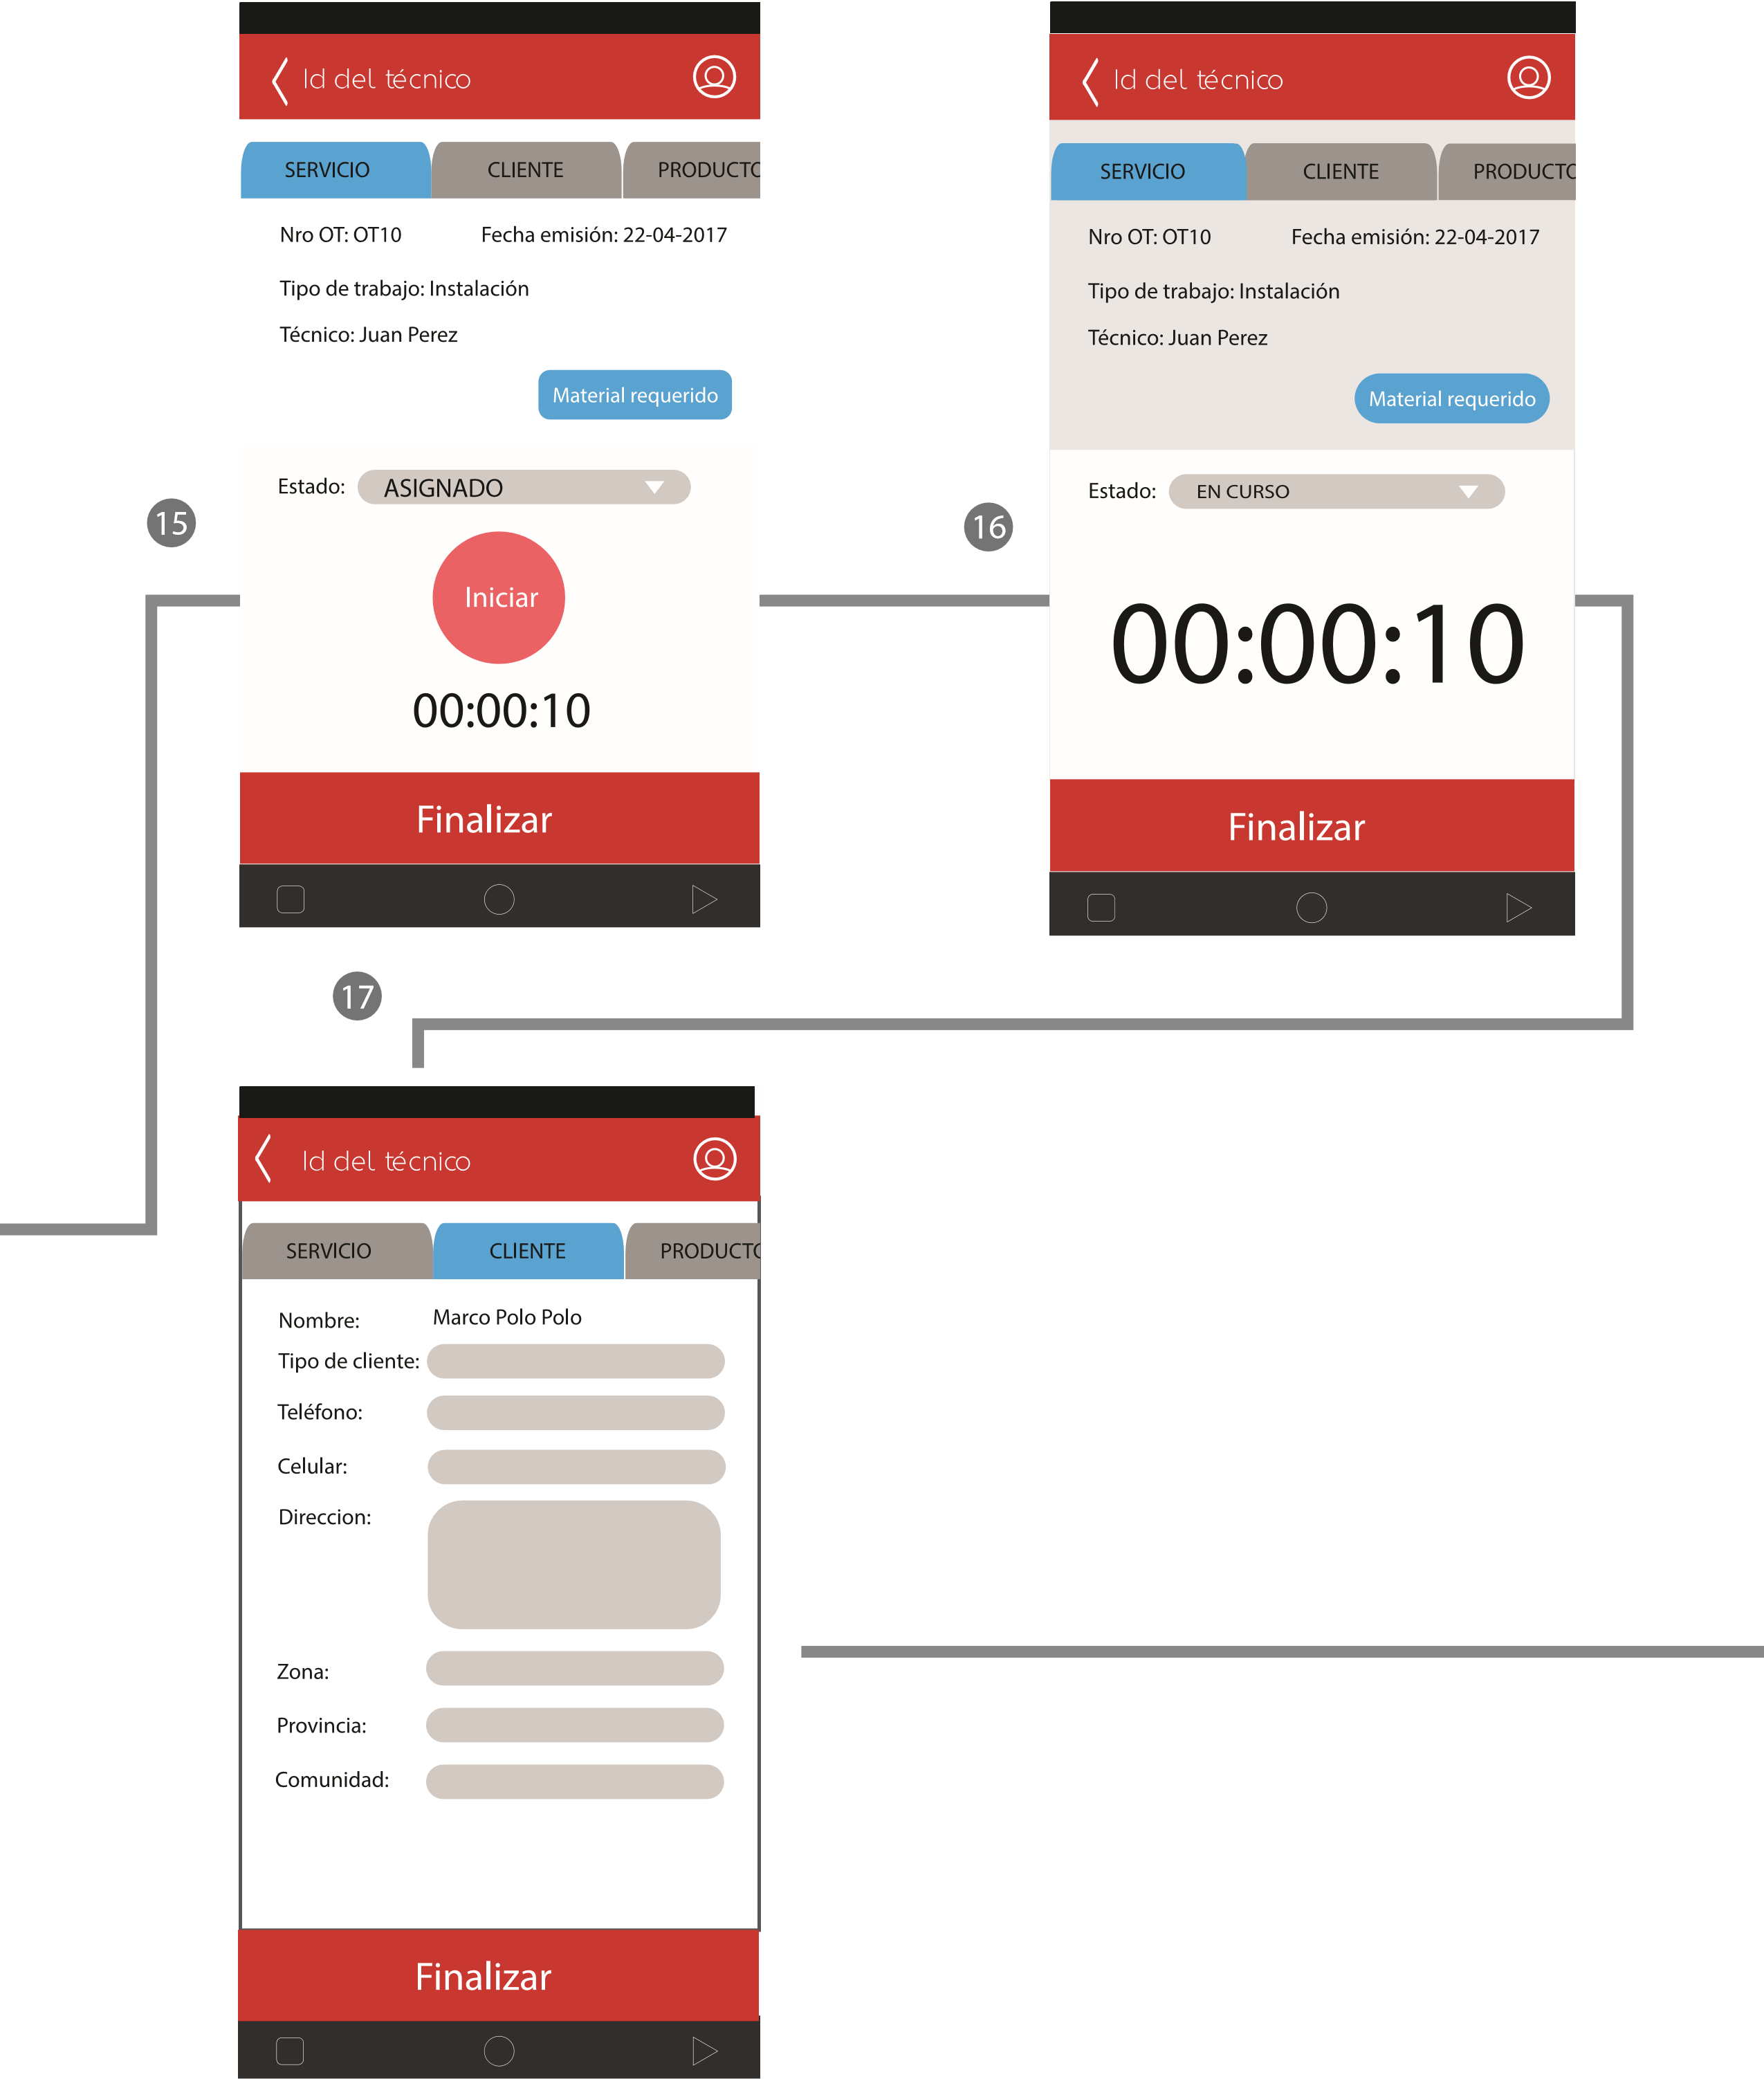 Id del técnico
SERVICIO CLIENTE PRODUCTO
Nro OT: OT10 Fecha emisión: 22-04-2017
Tipo de trabajo: Instalación
Técnico: Juan Perez
Material requerido
Estado: ASIGNADO
15
Iniciar
00:00:10
Finalizar
Id del técnico
SERVICIO CLIENTE PRODUCTO
Nro OT: OT10 Fecha emisión: 22-04-2017
Tipo de trabajo: Instalación
Técnico: Juan Perez
Material requerido
Estado: EN CURSO
16
00:00:10
Finalizar
17
Id del técnico
SERVICIO CLIENTE PRODUCTO
Nombre: Marco Polo Polo
Tipo de cliente:
Teléfono:
Celular:
Direccion:
Zona:
Provincia:
Comunidad:
Finalizar